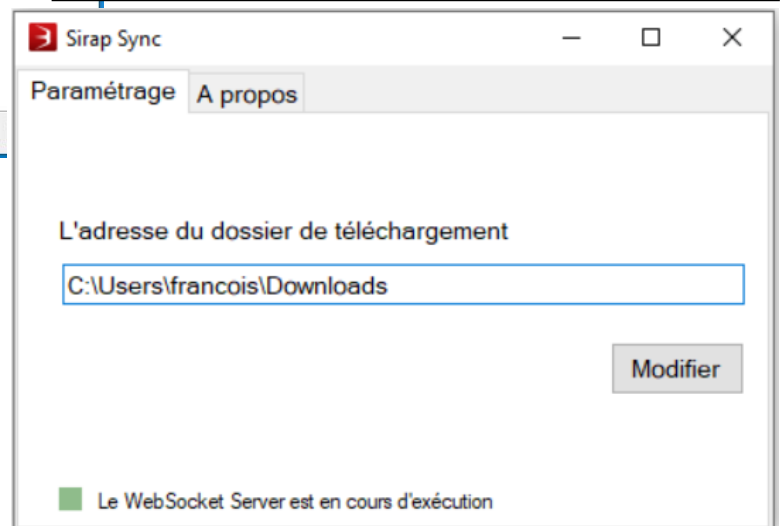 Sirap Sync
Paramétrage A propos
L'adresse du dossier de téléchargement
C:\Users\francois\Downloads
Modifier
Le WebSocket Server est en cours d'exécution